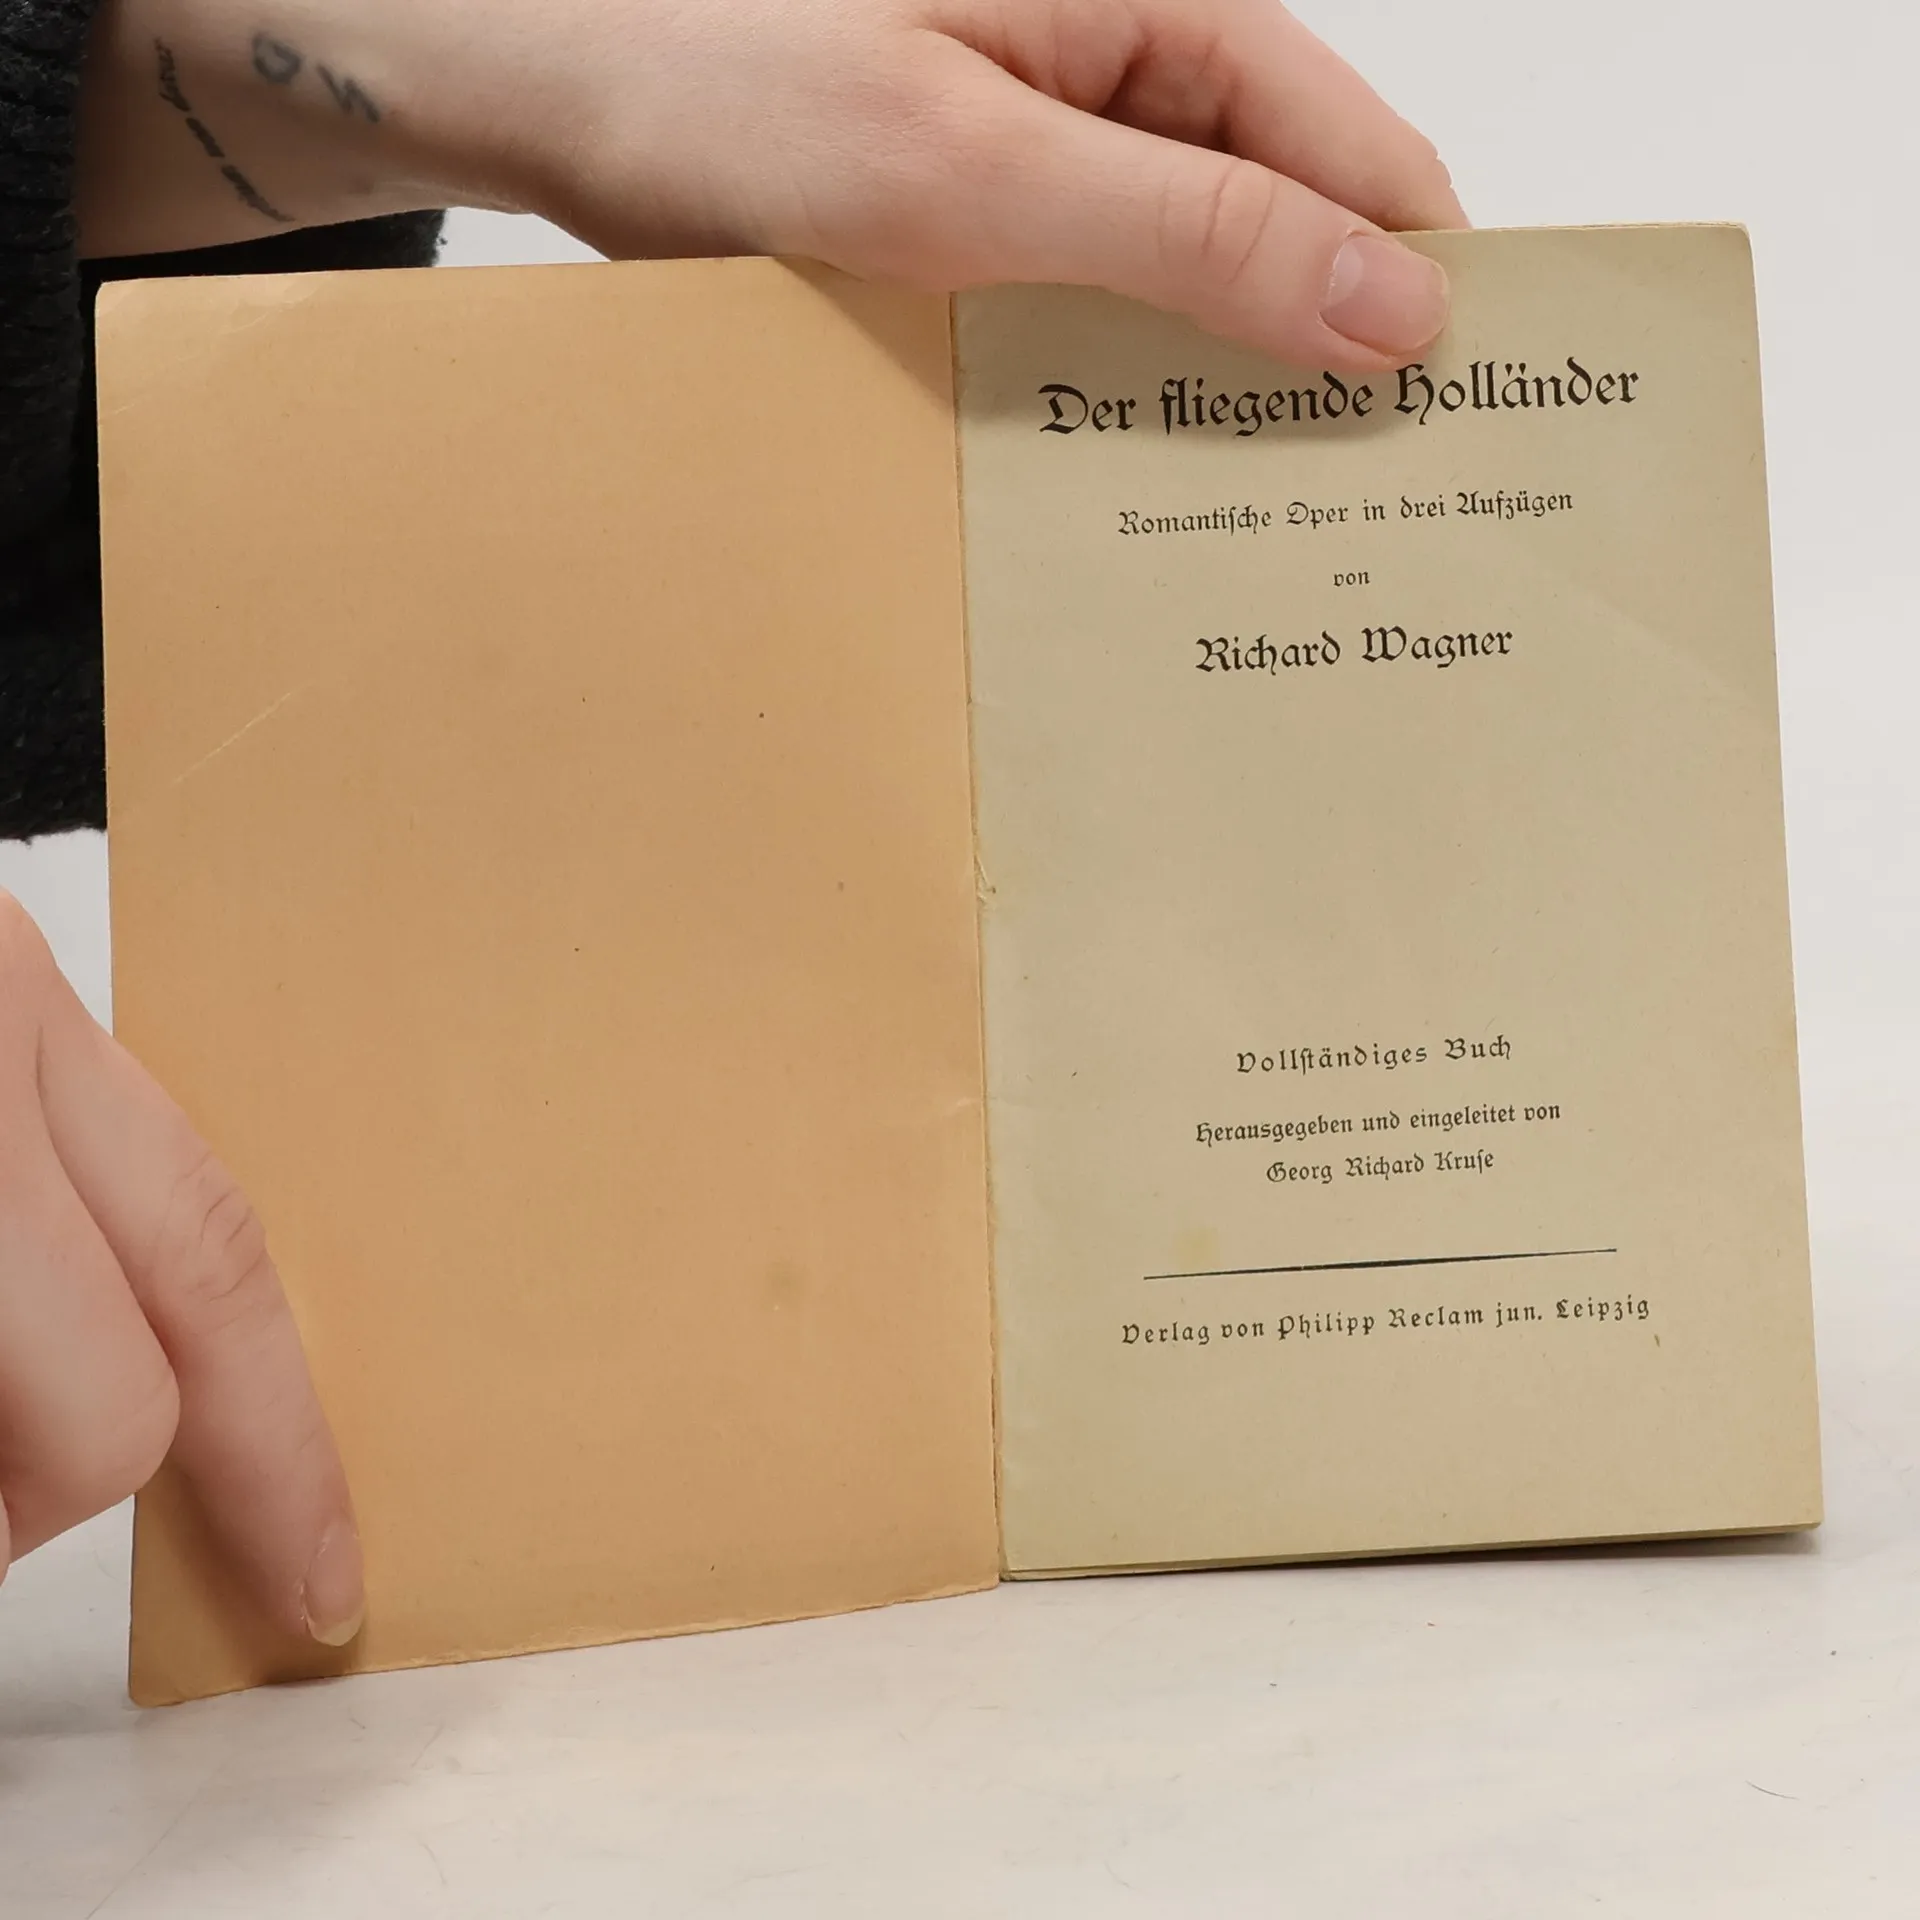 Der fliegende Holländer
Romantische Oper in drei Aufzügen
von
Richard Wagner
Vollständiges Buch
Herausgegeben und eingeleitet von
Georg Richard Kruse
Verlag von Philipp Reclam jun. Leipzig